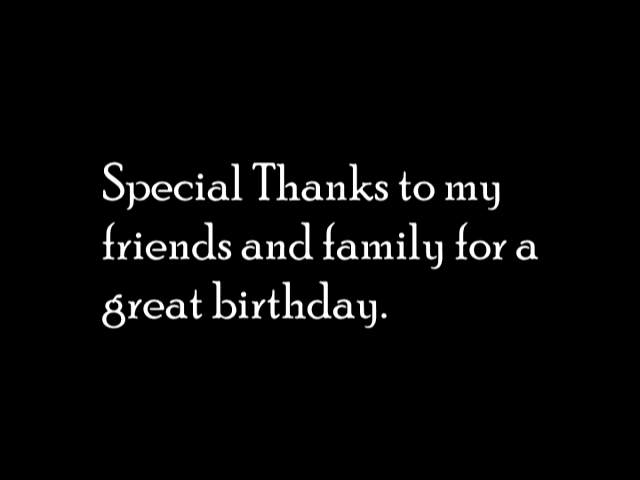 Special Thanks to my
friends and family for a
great birthday.